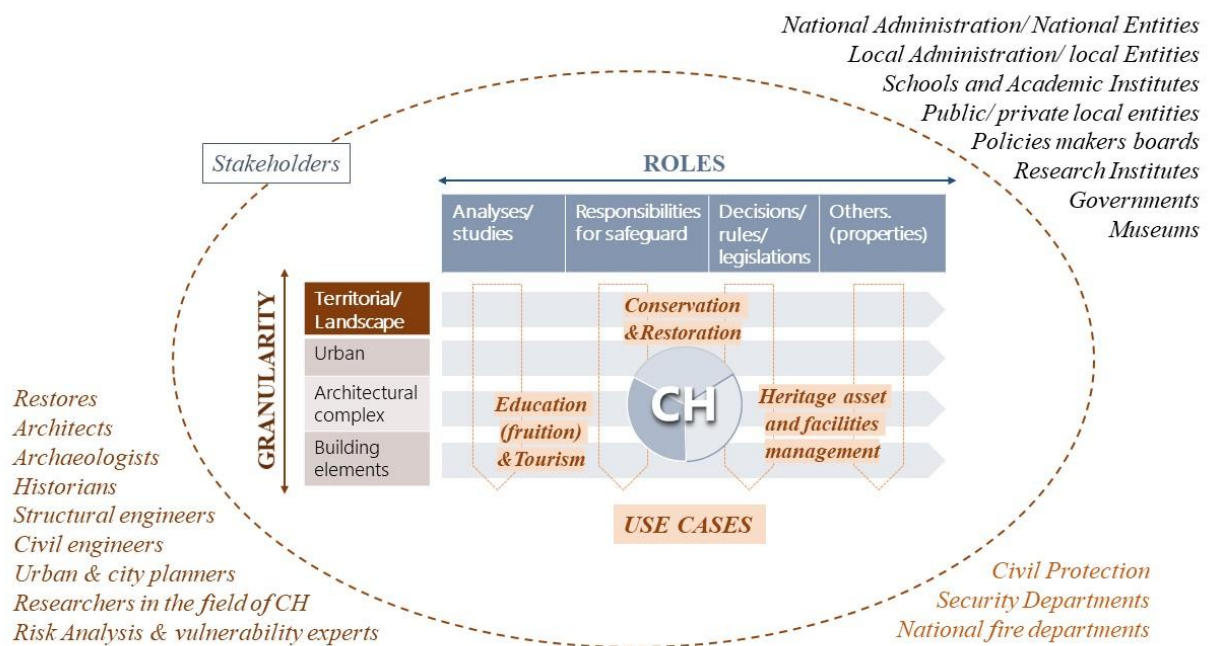 National Administration/ National Entities
Local Administration/ local Entities
Schools and Academic Institutes
Public/ private local entities
Policies makers boards
Research Institutes
Governments
Museums
Stakeholders
ROLES
Analyses/
studies
Responsibilities
for safeguard
Decisions/
rules/
legislations
Others.
(properties)
GRANULARITY
Territorial/
Landscape
Urban
Architectural
complex
Building
elements
Conservation
&Restoration
CH
Education
(fruition)
&Tourism
Heritage asset
and facilities
management
USE CASES
Restores
Architects
Archaeologists
Historians
Structural engineers
Civil engineers
Urban & city planners
Researchers in the field of CH
Risk Analysis & vulnerability experts
Civil Protection
Security Departments
National fire departments